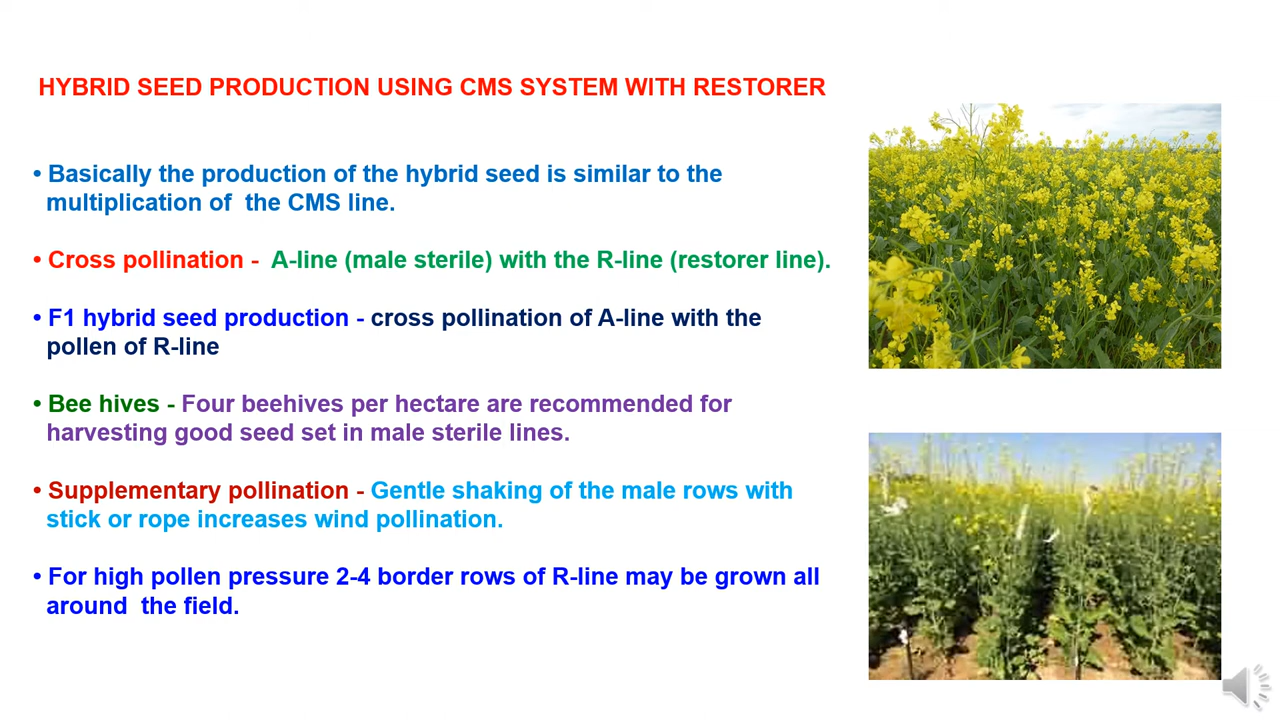 HYBRID SEED PRODUCTION USING CMS SYSTEM WITH RESTORER
• Basically the production of the hybrid seed is similar to the
multiplication of the CMS line.
• Cross pollination - A-line (male sterile) with the R-line (restorer line).
• F1 hybrid seed production - cross pollination of A-line with the
pollen of R-line
• Bee hives - Four beehives per hectare are recommended for
harvesting good seed set in male sterile lines.
• Supplementary pollination - Gentle shaking of the male rows with
stick or rope increases wind pollination.
• For high pollen pressure 2-4 border rows of R-line may be grown all
around the field.